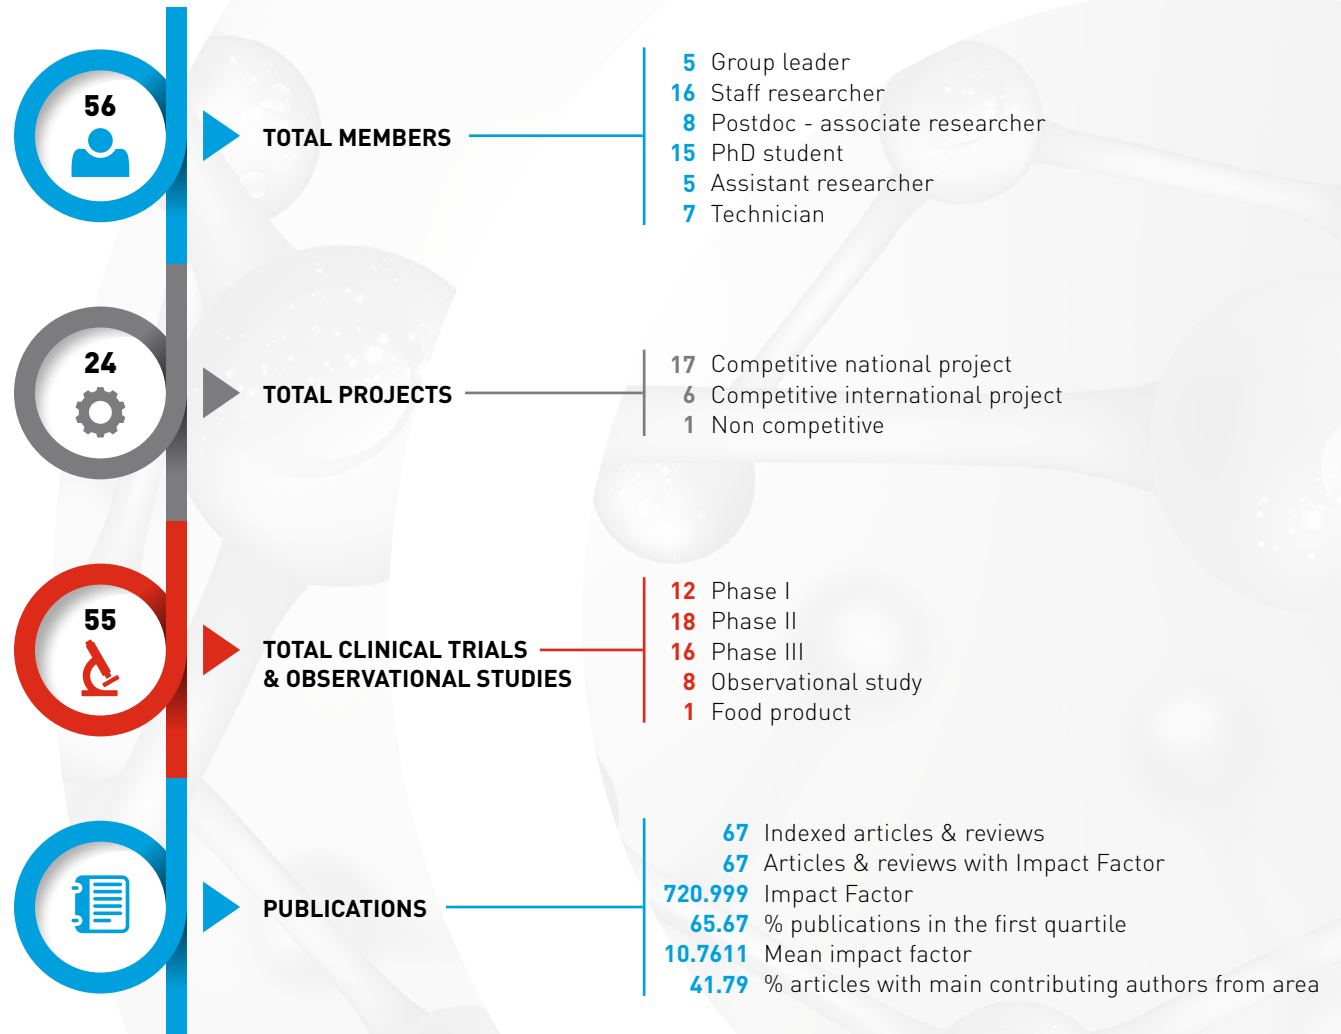 56
TOTAL MEMBERS
5 Group leader
16 Staff researcher
8 Postdoc - associate researcher
15 PhD student
5 Assistant researcher
7 Technician
24
TOTAL PROJECTS
17 Competitive national project
6 Competitive international project
1 Non competitive
55
TOTAL CLINICAL TRIALS
& OBSERVATIONAL STUDIES
12 Phase I
18 Phase II
16 Phase III
8 Observational study
1 Food product
PUBLICATIONS
67 Indexed articles & reviews
67 Articles & reviews with Impact Factor
720.999 Impact Factor
65.67 % publications in the first quartile
10.7611 Mean impact factor
41.79 % articles with main contributing authors from area